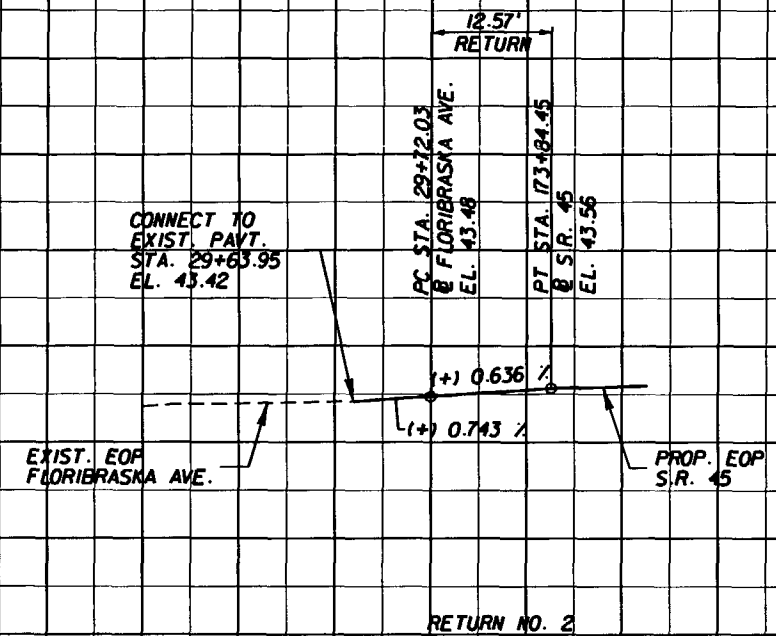 12.57'
RETURN
PC STA. 29+72.03
@ FLORIBRASKA AVE.
EL. 43.48
PT STA. 173+84.45
@ S.R. 45
EL. 43.56
CONNECT TO
EXIST. PAVT.
STA. 29+63.95
EL. 43.42
(+) 0.636 %
(+) 0.743 %
EXIST. EOP
FLORIBRASKA AVE.
PROP. EOP
S.R. 45
RETURN NO. 2